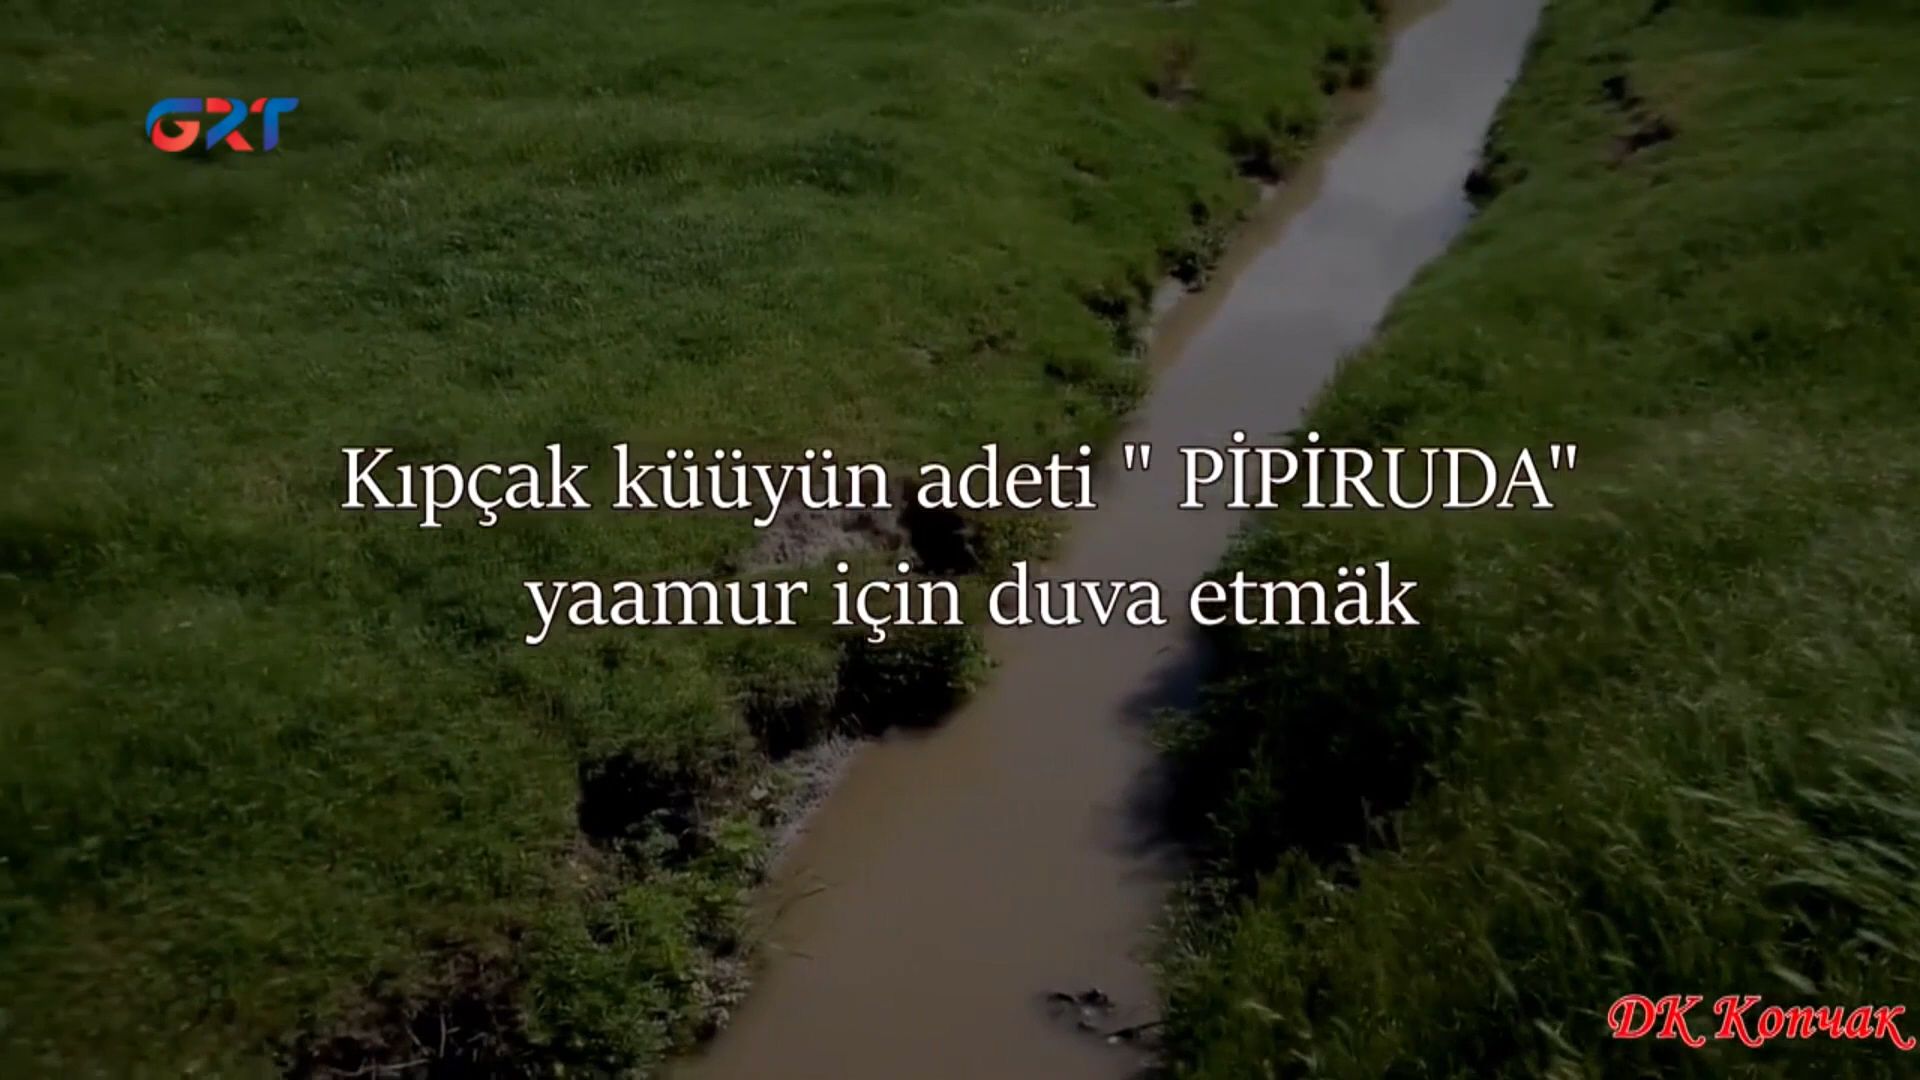 GRT
Kıpçak küüyün adeti " PİPİRUDA"
yaamur için duva etmäk
DK Копчак